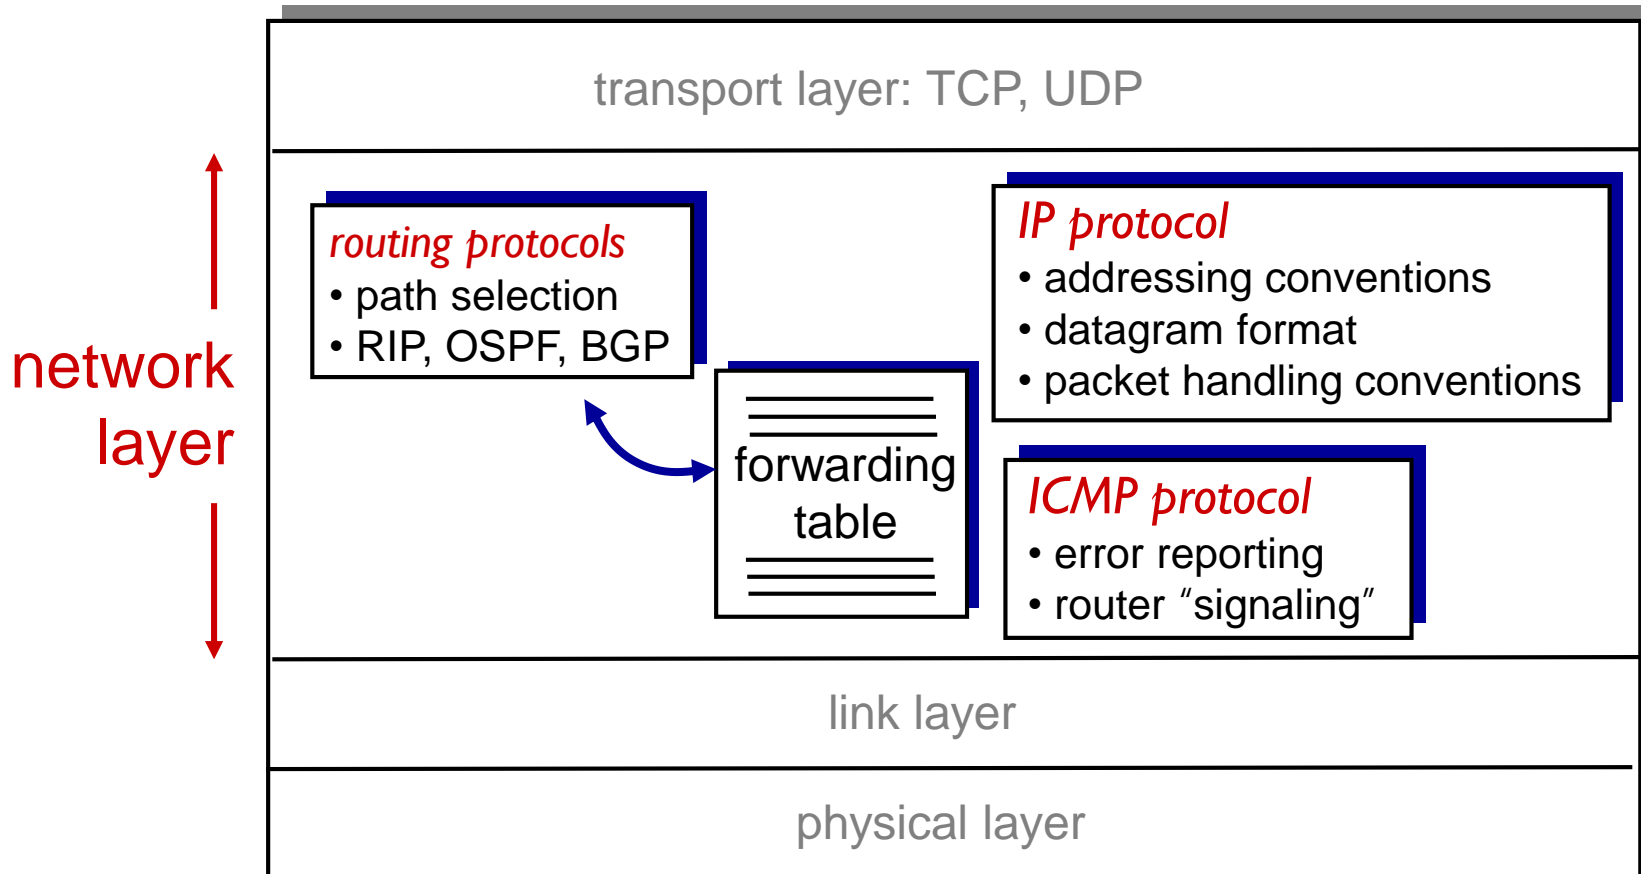 transport layer: TCP, UDP
network
layer
routing protocols
• path selection
• RIP, OSPF, BGP
forwarding
table
IP protocol
• addressing conventions
• datagram format
• packet handling conventions
ICMP protocol
• error reporting
• router “signaling”
link layer
physical layer